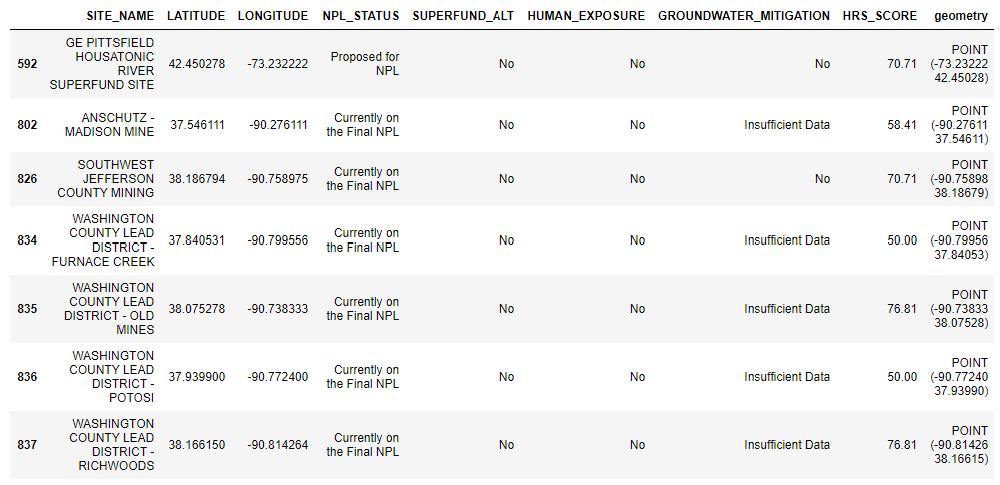 SITE_NAME LATITUDE LONGITUDE NPL_STATUS SUPERFUND_ALT HUMAN_EXPOSURE GROUNDWATER_MITIGATION HRS_SCORE geometry
GE PITTSFIELD
HOUSATONIC
RIVER
SUPERFUND SITE
592 42.450278 -73.232222 Proposed for
NPL
No No No 70.71 POINT
(-73.23222
42.45028)
ANSCHUTZ -
MADISON MINE
802 37.546111 -90.276111 Currently on
the Final NPL
No No Insufficient Data 58.41 POINT
(-90.27611
37.54611)
SOUTHWEST
JEFFERSON
COUNTY MINING
826 38.186794 -90.758975 Currently on
the Final NPL
No No No 70.71 POINT
(-90.75898
38.18679)
WASHINGTON
COUNTY LEAD
DISTRICT -
FURNACE CREEK
834 37.840531 -90.799556 Currently on
the Final NPL
No No Insufficient Data 50.00 POINT
(-90.79956
37.84053)
WASHINGTON
COUNTY LEAD
DISTRICT - OLD
MINES
835 38.075278 -90.738333 Currently on
the Final NPL
No No Insufficient Data 76.81 POINT
(-90.73833
38.07528)
WASHINGTON
COUNTY LEAD
DISTRICT -
POTOSI
836 37.939900 -90.772400 Currently on
the Final NPL
No No Insufficient Data 50.00 POINT
(-90.77240
37.93990)
WASHINGTON
COUNTY LEAD
DISTRICT -
RICHWOODS
837 38.166150 -90.814264 Currently on
the Final NPL
No No Insufficient Data 76.81 POINT
(-90.81426
38.16615)